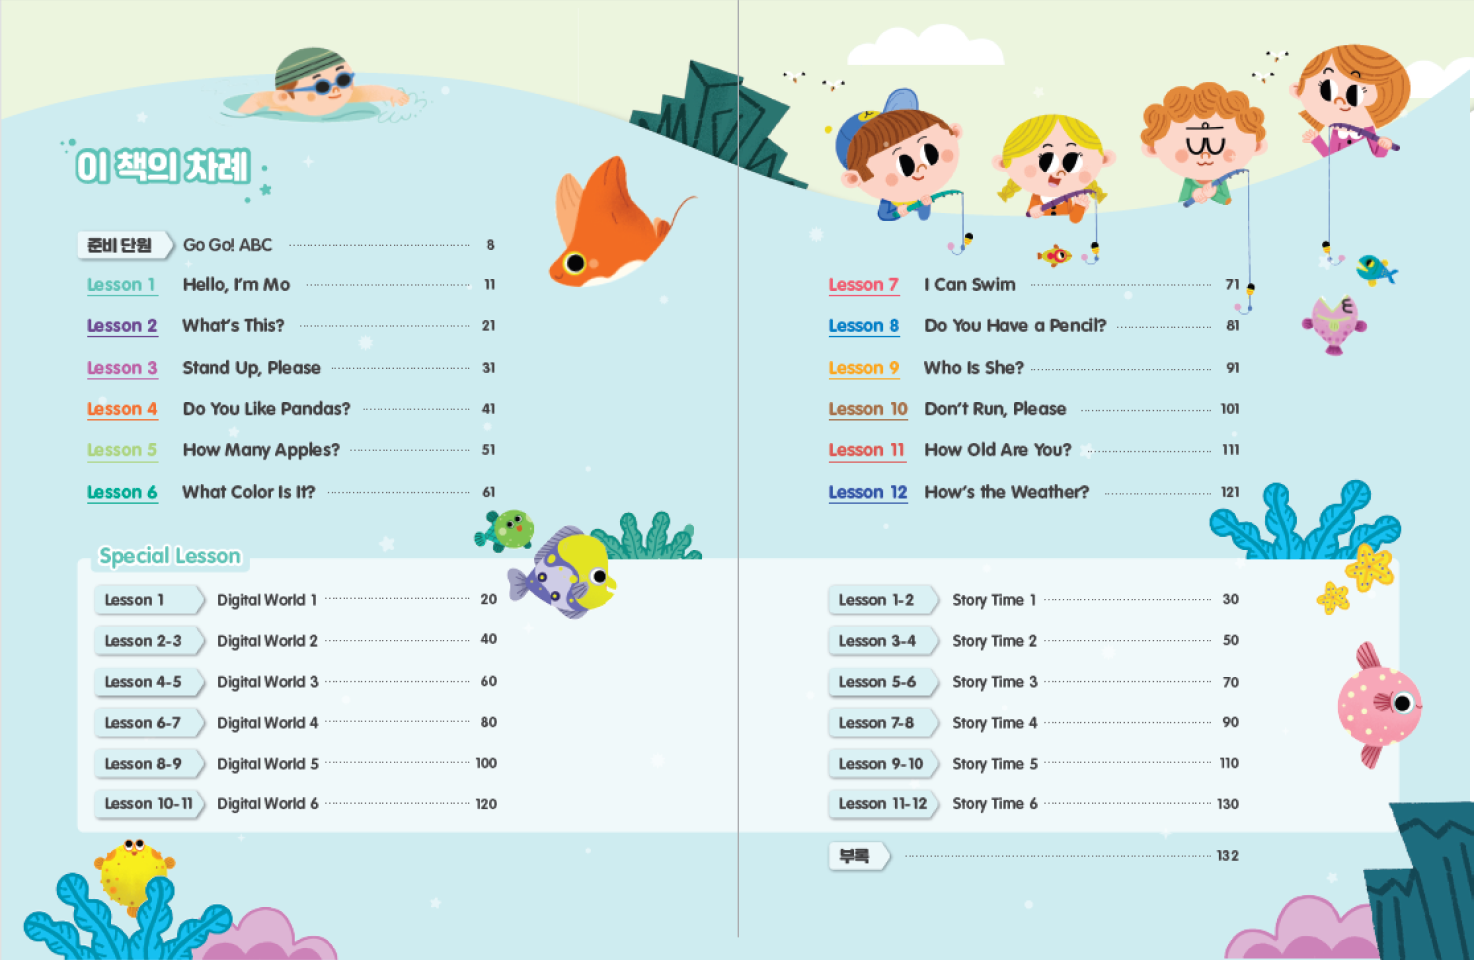 이 책의 차례
준비 단원 Go Go! ABC 8
Lesson 1 Hello, I'm Mo 11
Lesson 2 What's This? 21
Lesson 3 Stand Up, Please 31
Lesson 4 Do You Like Pandas? 41
Lesson 5 How Many Apples? 51
Lesson 6 What Color Is It? 61
Lesson 7 I Can Swim 71
Lesson 8 Do You Have a Pencil? 81
Lesson 9 Who Is She? 91
Lesson 10 Don't Run, Please 101
Lesson 11 How Old Are You? 111
Lesson 12 How's the Weather? 121
Special Lesson
Lesson 1 Digital World 1 20
Lesson 2-3 Digital World 2 40
Lesson 4-5 Digital World 3 60
Lesson 6-7 Digital World 4 80
Lesson 8-9 Digital World 5 100
Lesson 10-11 Digital World 6 120
Lesson 1-2 Story Time 1 30
Lesson 3-4 Story Time 2 50
Lesson 5-6 Story Time 3 70
Lesson 7-8 Story Time 4 90
Lesson 9-10 Story Time 5 110
Lesson 11-12 Story Time 6 130
부록 132